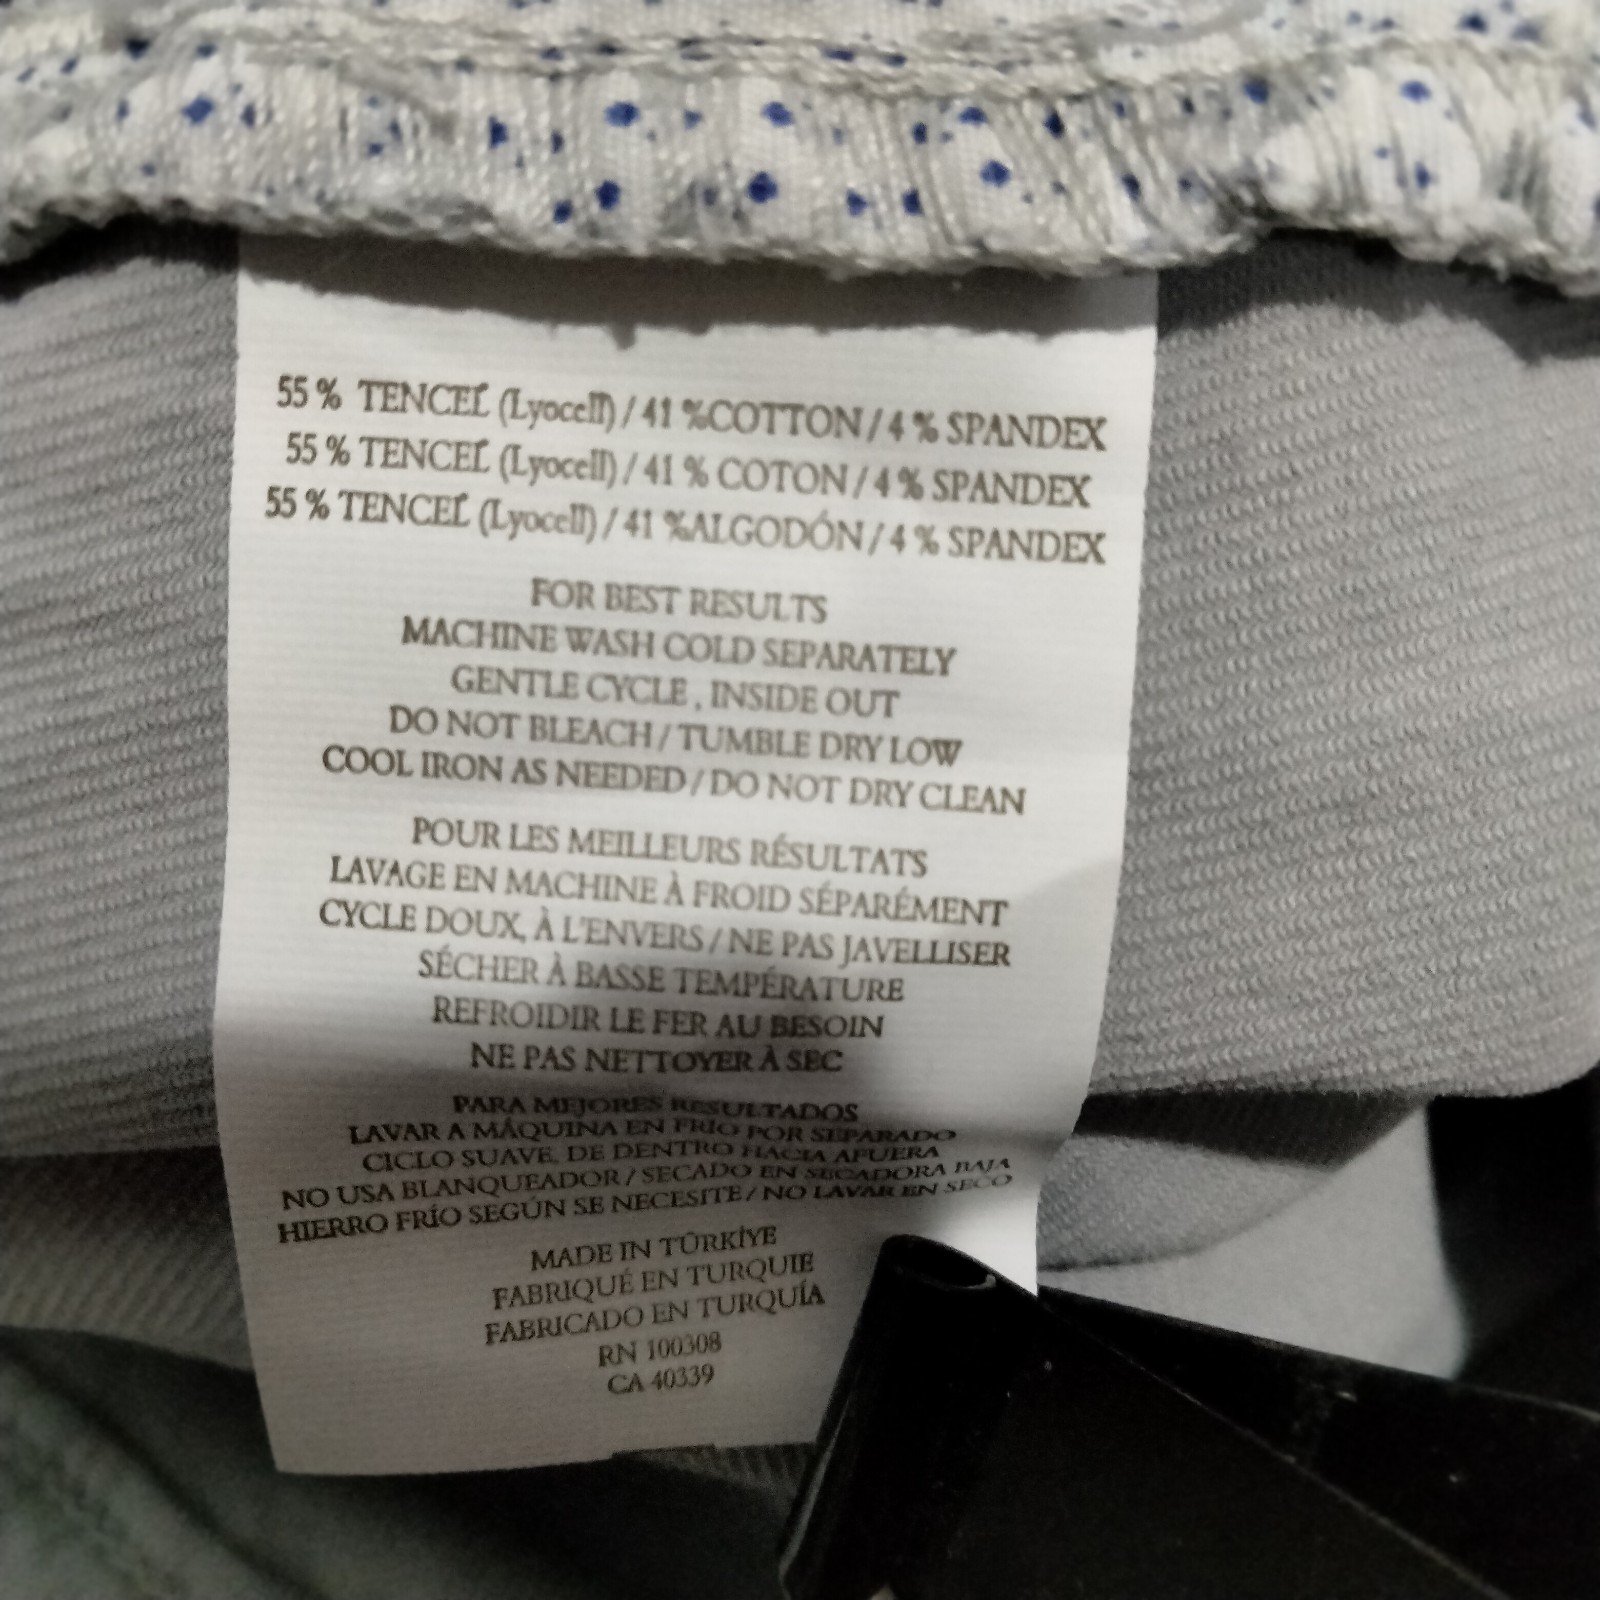 55 % TENCEL (Lyocell) / 41 %COTTON / 4 % SPANDEX
55 % TENCEL (Lyocell) / 41 % COTON / 4 % SPANDEX
55 % TENCEL (Lyocell) / 41 %ALGODÓN / 4 % SPANDEX
FOR BEST RESULTS
MACHINE WASH COLD SEPARATELY
GENTLE CYCLE , INSIDE OUT
DO NOT BLEACH / TUMBLE DRY LOW
COOL IRON AS NEEDED / DO NOT DRY CLEAN
POUR LES MEILLEURS RÉSULTATS
LAVAGE EN MACHINE À FROID SÉPARÉMENT
CYCLE DOUX, À L'ENVERS / NE PAS JAVELLISER
SÉCHER À BASSE TEMPÉRATURE
REFROIDIR LE FER AU BESOIN
NE PAS NETTOYER À SEC
PARA MEJORES RESULTADOS
LAVAR A MÁQUINA EN FRÍO POR SEPARADO
CICLO SUAVE, DE DENTRO HACIA AFUERA
NO USA BLANQUEADOR / SECADO EN SECADORA BAJA
HIERRO FRÍO SEGÚN SE NECESITE / NO LAVAR EN SECO
MADE IN TÜRKİYE
FABRIQUÉ EN TURQUIE
FABRICADO EN TURQUÍA
RN 100308
CA 40339